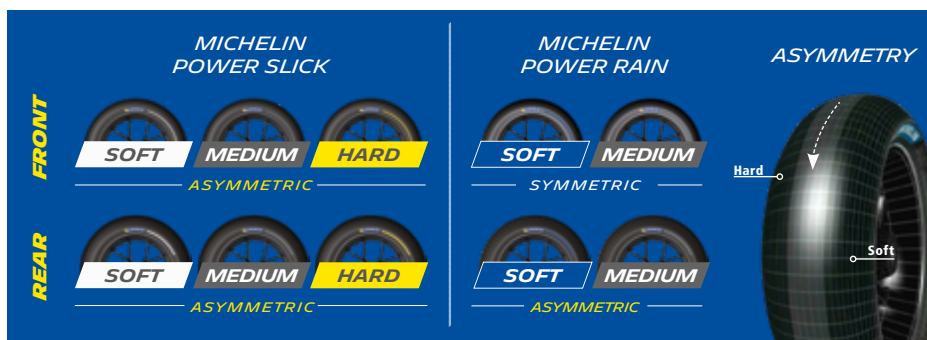 MICHELIN
POWER SLICK
MICHELIN
POWER RAIN
ASYMMETRY
FRONT
SOFT
MEDIUM
HARD
SOFT
MEDIUM
ASYMMETRIC
SYMMETRIC
Hard
Soft
REAR
SOFT
MEDIUM
HARD
SOFT
MEDIUM
ASYMMETRIC
ASYMMETRIC